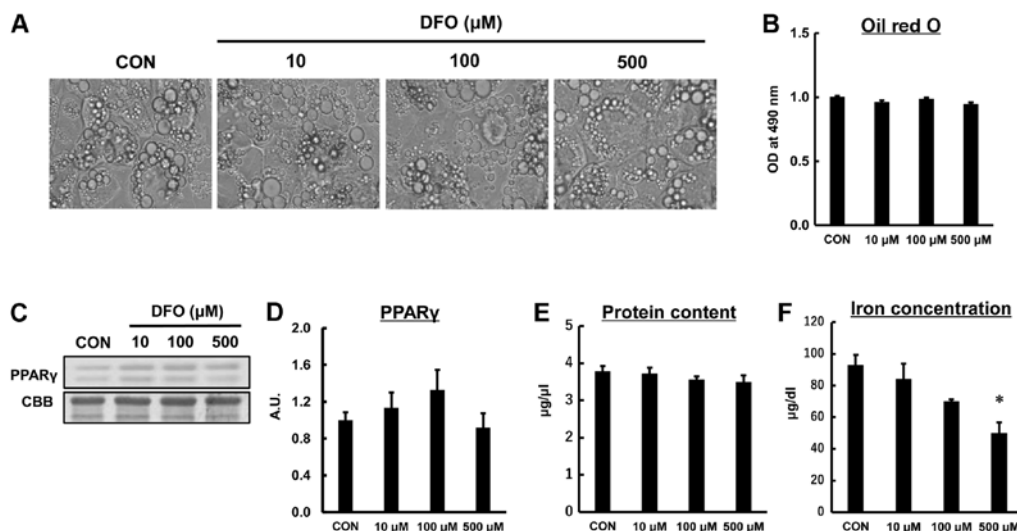 A
DFO (μM)
CON 10 100 500
B
Oil red O
OD at 490 nm
1.5
1.0
0.5
0.0
CON 10 μM 100 μM 500 μM
C
DFO (μM)
CON 10 100 500
PPARγ
CBB
D
PPARγ
A.U.
2.0
1.6
1.2
0.8
0.4
0.0
CON 10 μM 100 μM 500 μM
E
Protein content
μg/μl
5
4
3
2
1
0
CON 10 μM 100 μM 500 μM
F
Iron concentration
μg/dl
120
100
80
60
40
20
0
*
CON 10 μM 100 μM 500 μM